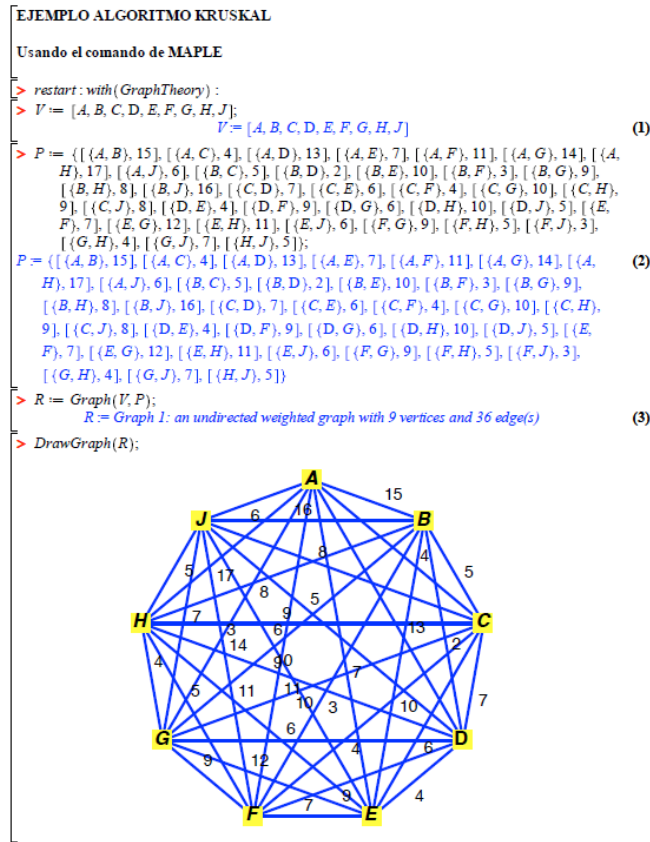 EJEMPLO ALGORITMO KRUSKAL
Usando el comando de MAPLE
> restart : with(GraphTheory) :
> V := [A, B, C, D, E, F, G, H, J];
V := [A, B, C, D, E, F, G, H, J] (1)
> P := {[{A, B}, 15], [{A, C}, 4], [{A, D}, 13], [{A, E}, 7], [{A, F}, 11], [{A, G}, 14], [{A,
H}, 17], [{A, J}, 6], [{B, C}, 5], [{B, D}, 2], [{B, E}, 10], [{B, F}, 3], [{B, G}, 9],
[{B, H}, 8], [{B, J}, 16], [{C, D}, 7], [{C, E}, 6], [{C, F}, 4], [{C, G}, 10], [{C, H},
9], [{C, J}, 8], [{D, E}, 4], [{D, F}, 9], [{D, G}, 6], [{D, H}, 10], [{D, J}, 5], [{E,
F}, 7], [{E, G}, 12], [{E, H}, 11], [{E, J}, 6], [{F, G}, 9], [{F, H}, 5], [{F, J}, 3],
[{G, H}, 4], [{G, J}, 7], [{H, J}, 5]};
P := {[{A, B}, 15], [{A, C}, 4], [{A, D}, 13], [{A, E}, 7], [{A, F}, 11], [{A, G}, 14], [{A, (2)
H}, 17], [{A, J}, 6], [{B, C}, 5], [{B, D}, 2], [{B, E}, 10], [{B, F}, 3], [{B, G}, 9],
[{B, H}, 8], [{B, J}, 16], [{C, D}, 7], [{C, E}, 6], [{C, F}, 4], [{C, G}, 10], [{C, H},
9], [{C, J}, 8], [{D, E}, 4], [{D, F}, 9], [{D, G}, 6], [{D, H}, 10], [{D, J}, 5], [{E,
F}, 7], [{E, G}, 12], [{E, H}, 11], [{E, J}, 6], [{F, G}, 9], [{F, H}, 5], [{F, J}, 3],
[{G, H}, 4], [{G, J}, 7], [{H, J}, 5]}
> R := Graph(V, P);
R := Graph 1: an undirected weighted graph with 9 vertices and 36 edge(s) (3)
> DrawGraph(R);
A
15
6 16
J B
8 4
5 17 5
8 5
9
H 7 3 6 13 C
14 2
7
4 5 11 11 7
10 3 10
6
G 4 6 D
9 12
9 4
7
F E